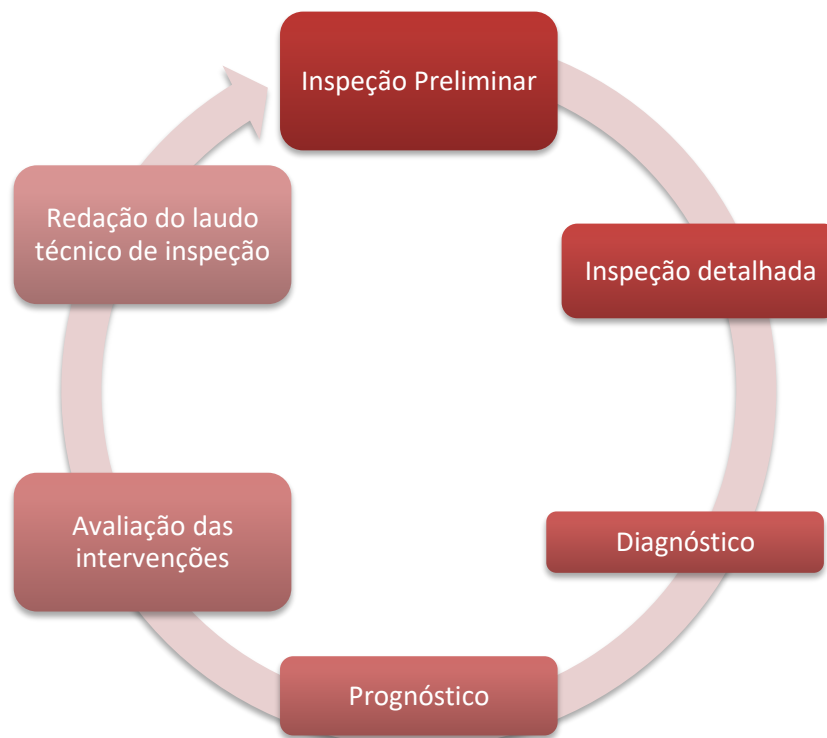 Inspeção Preliminar
Inspeção detalhada
Diagnóstico
Prognóstico
Avaliação das
intervenções
Redação do laudo
técnico de inspeção